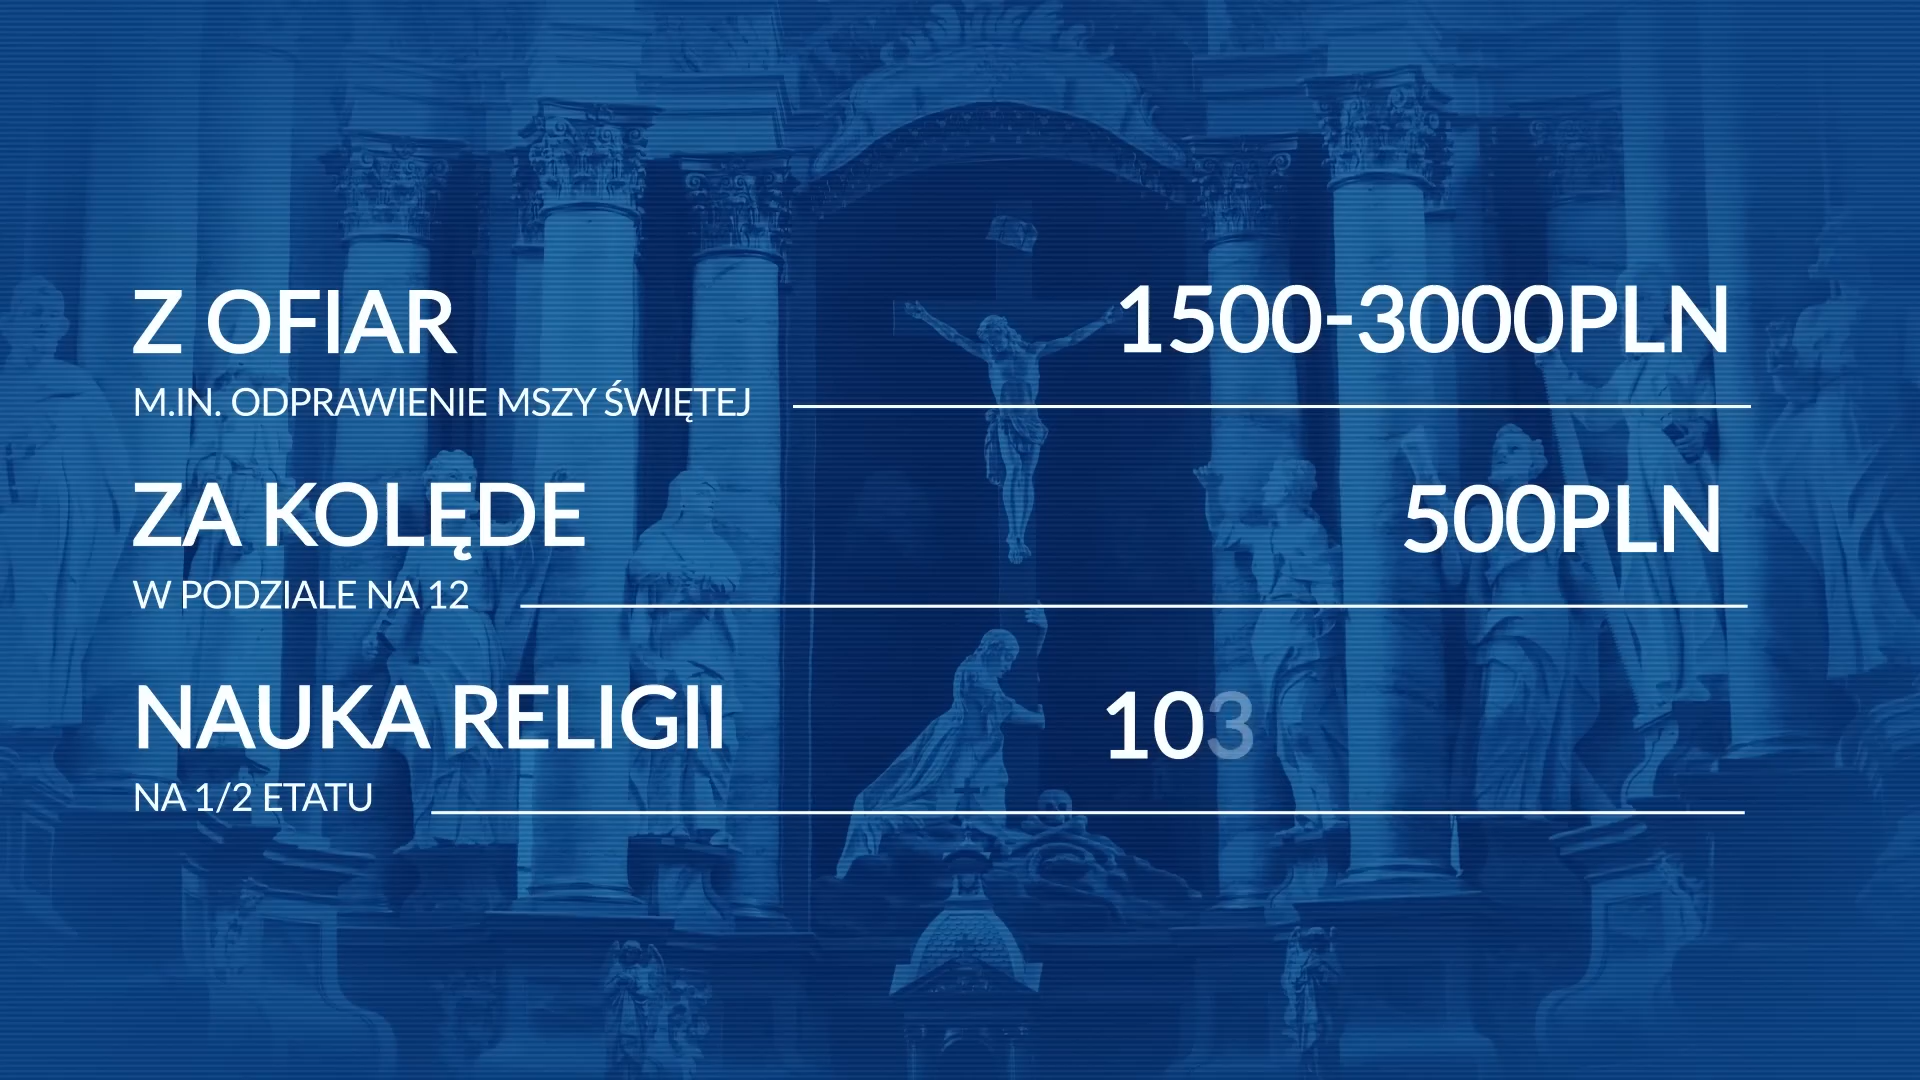 Z OFIAR
1500-3000PLN
M.IN. ODPRAWIENIE MSZY ŚWIĘTEJ
ZA KOLĘDE
500PLN
W PODZIALE NA 12
NAUKA RELIGII
103
NA 1/2 ETATU